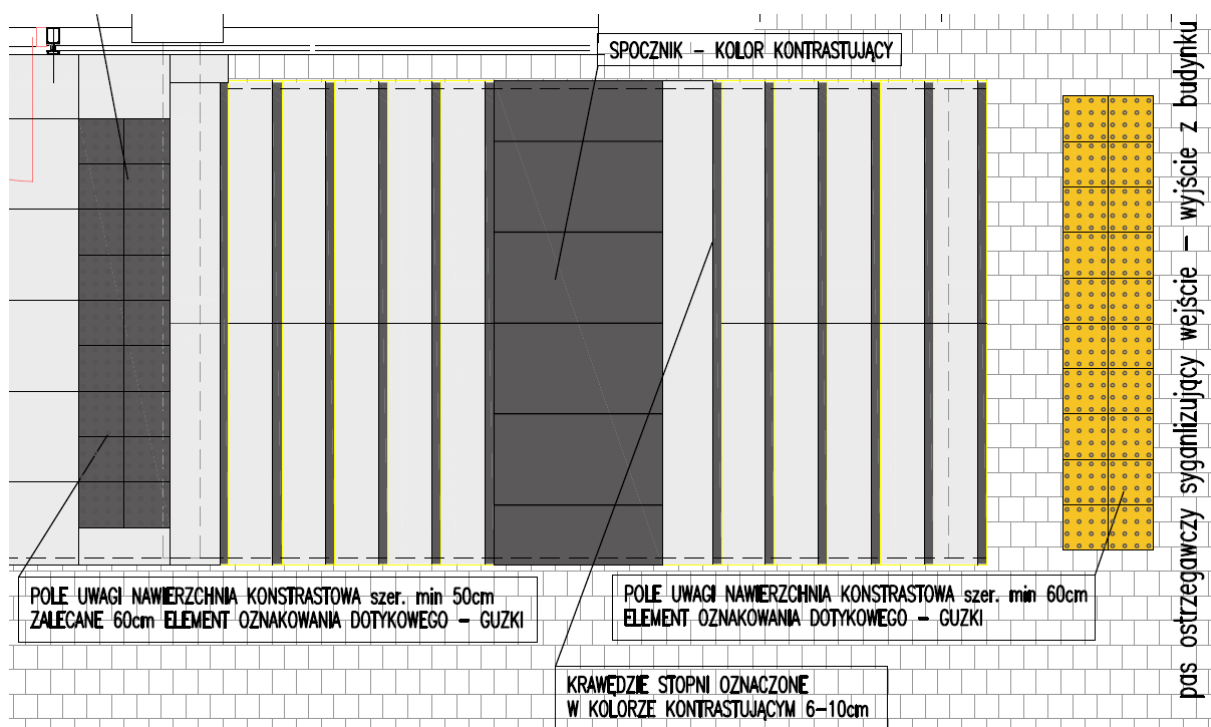 SPOCZNIK – KOLOR KONTRASTUJĄCY
pas ostrzegawczy syganlizujący wejście – wyjście z budynku
POLE UWAGI NAWIERZCHNIA KONSTRASTOWA szer. min 50cm
ZALECANE 60cm ELEMENT OZNAKOWANIA DOTYKOWEGO – GUZKI
POLE UWAGI NAWIERZCHNIA KONSTRASTOWA szer. min 60cm
ELEMENT OZNAKOWANIA DOTYKOWEGO – GUZKI
KRAWĘDZIE STOPNI OZNACZONE
W KOLORZE KONTRASTUJĄCYM 6–10cm